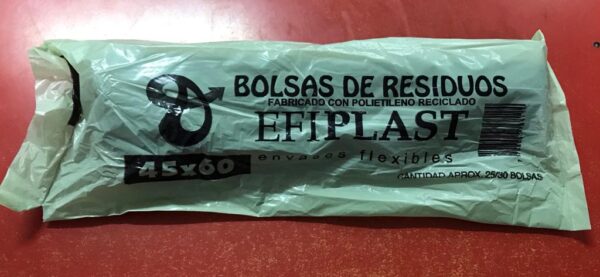 BOLSAS DE RESIDUOS
FABRICADO CON POLIETILENO RECICLADO
EFIPLAST
45x60
envases flexibles
CANTIDAD APROX. 25/30 BOLSAS